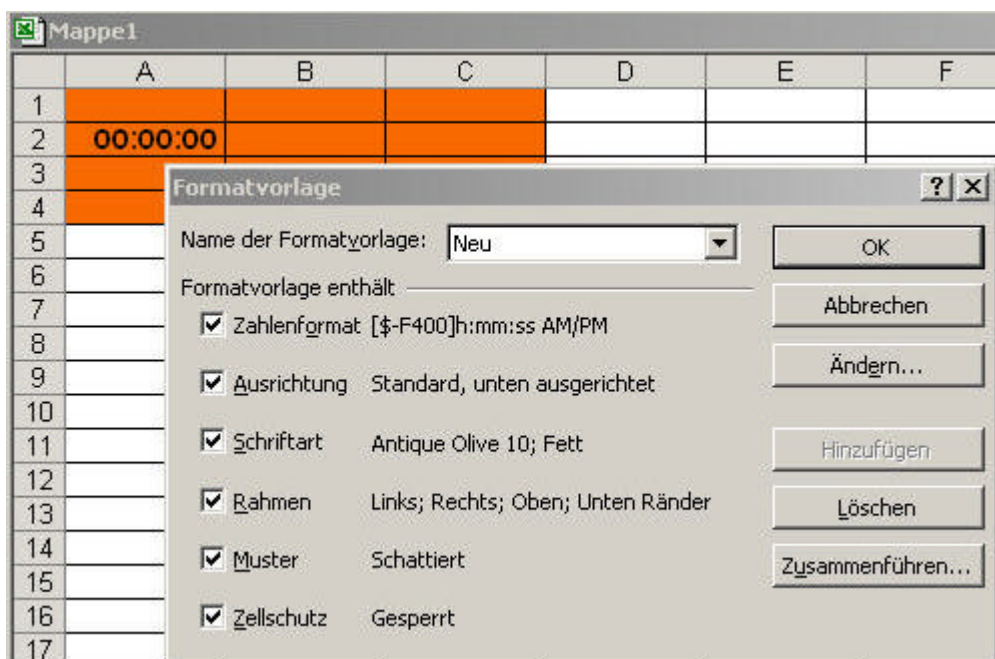 Mappe1
A B C D E F
1
2 00:00:00
3
4
5
6
7
8
9
10
11
12
13
14
15
16
17
Formatvorlage
Name der Formatvorlage: Neu
OK
Formatvorlage enthält
Abbrechen
Zahlenformat [$-F400]h:mm:ss AM/PM
Ändern...
Ausrichtung Standard, unten ausgerichtet
Schriftart Antique Olive 10; Fett
Hinzufügen
Rahmen Links; Rechts; Oben; Unten Ränder
Löschen
Muster Schattiert
Zusammenführen...
Zellschutz Gesperrt